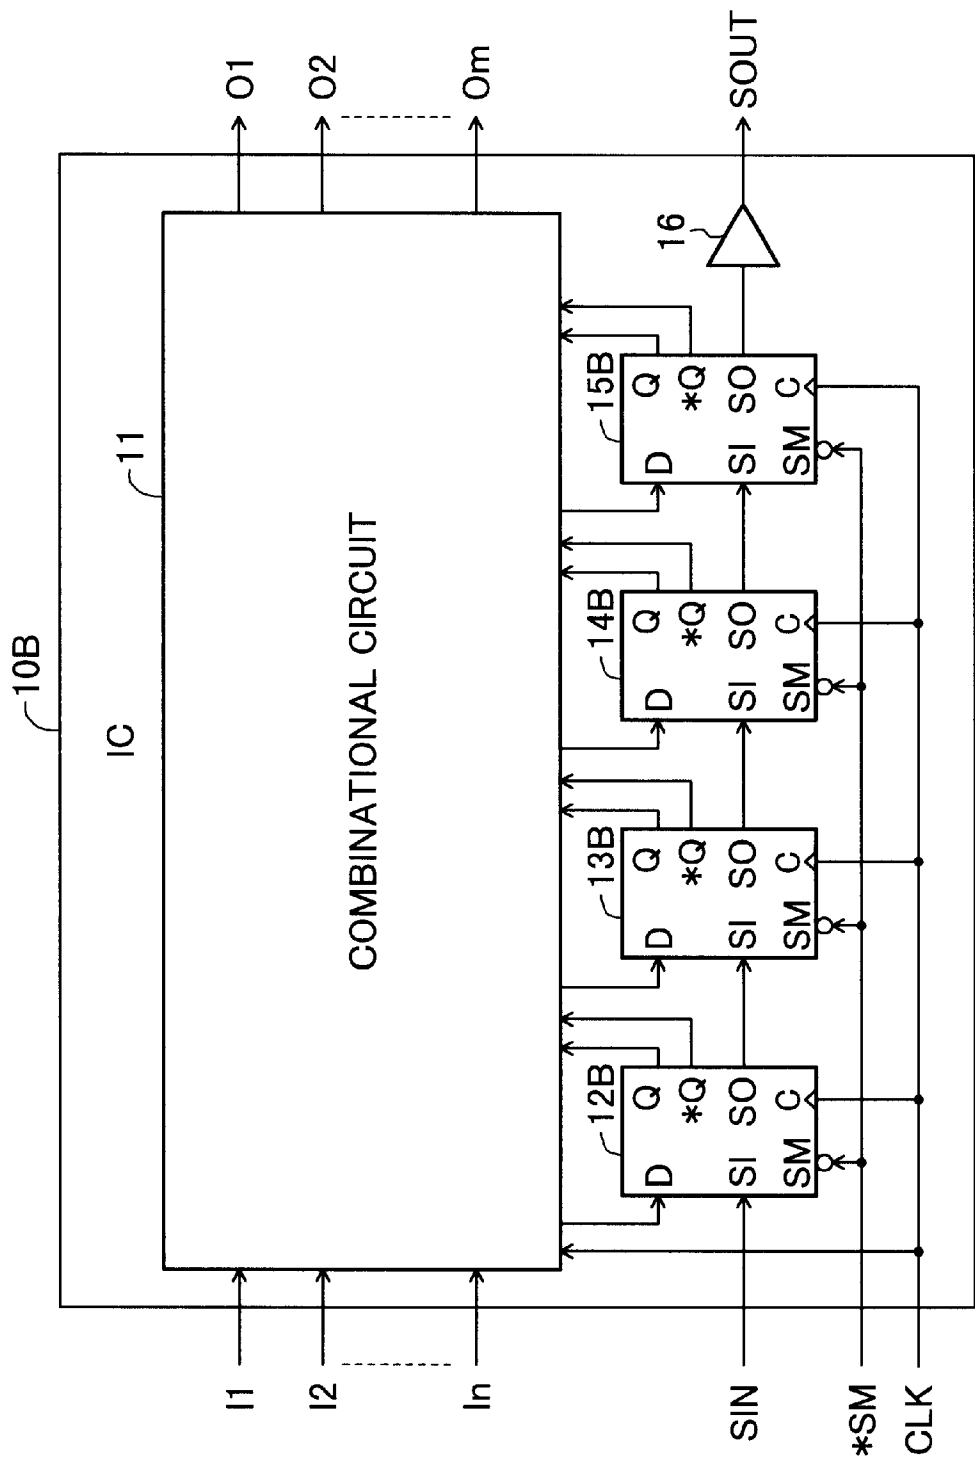 10B
IC
11
COMBINATIONAL CIRCUIT
I1
I2
In
O1
O2
Om
12B
D
Q
*Q
SI
SO
SM
C
13B
D
Q
*Q
SI
SO
SM
C
14B
D
Q
*Q
SI
SO
SM
C
15B
D
Q
*Q
SI
SO
SM
C
16
SIN
SOUT
*SM
CLK